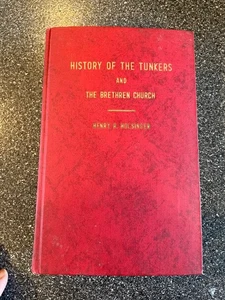 HISTORY OF THE TUNKERS
AND
THE BRETHREN CHURCH
HENRY R. HOLSINGER